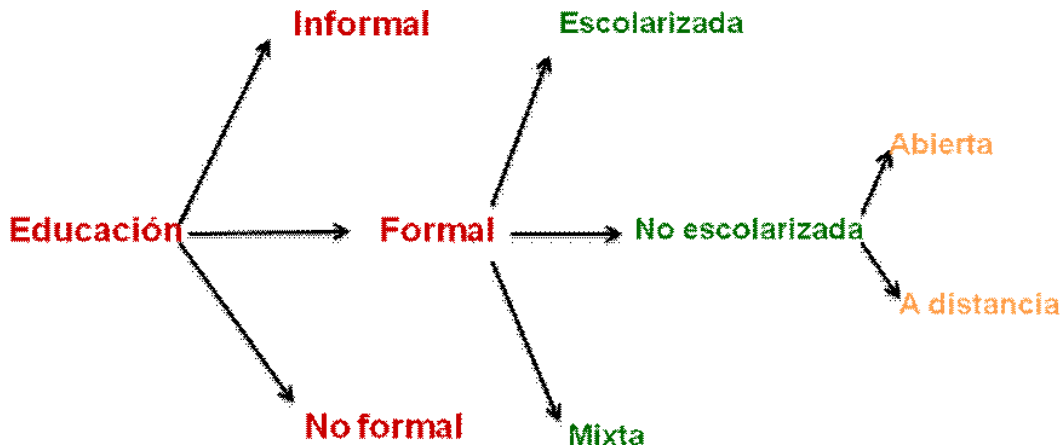 Informal
Escolarizada
Abierta
Educación
Formal
No escolarizada
A distancia
No formal
Mixta